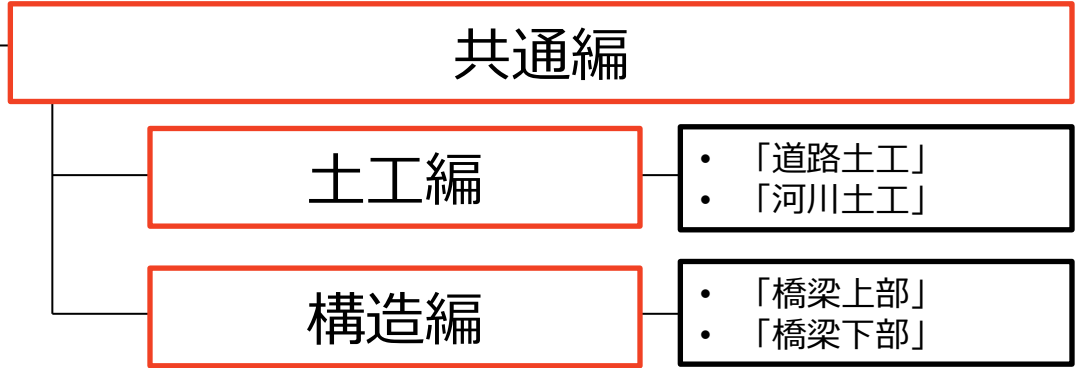 共通編
土工編
• 「道路土工」
• 「河川土工」
構造編
• 「橋梁上部」
• 「橋梁下部」